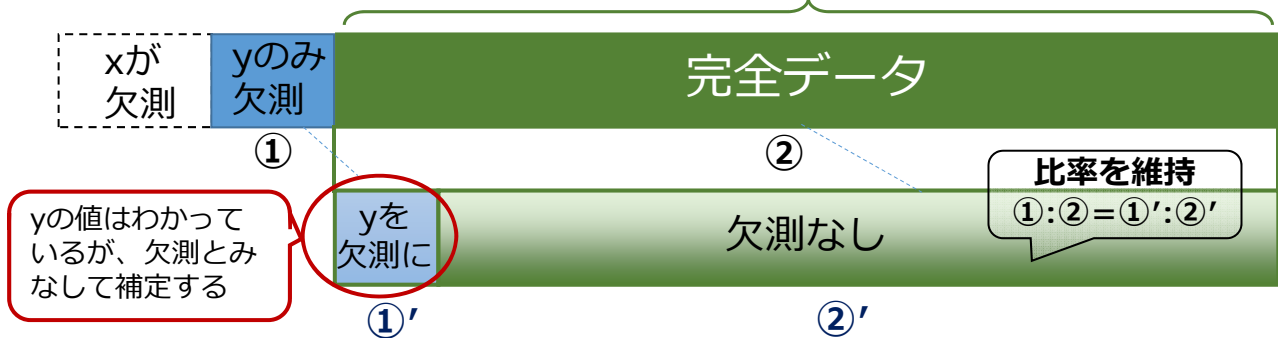 xが
欠測
yのみ
欠測
完全データ
①
②
比率を維持
①:②=①′:②′
yの値はわかって
いるが、欠測とみ
なして補定する
yを
欠測に
欠測なし
①′
②′